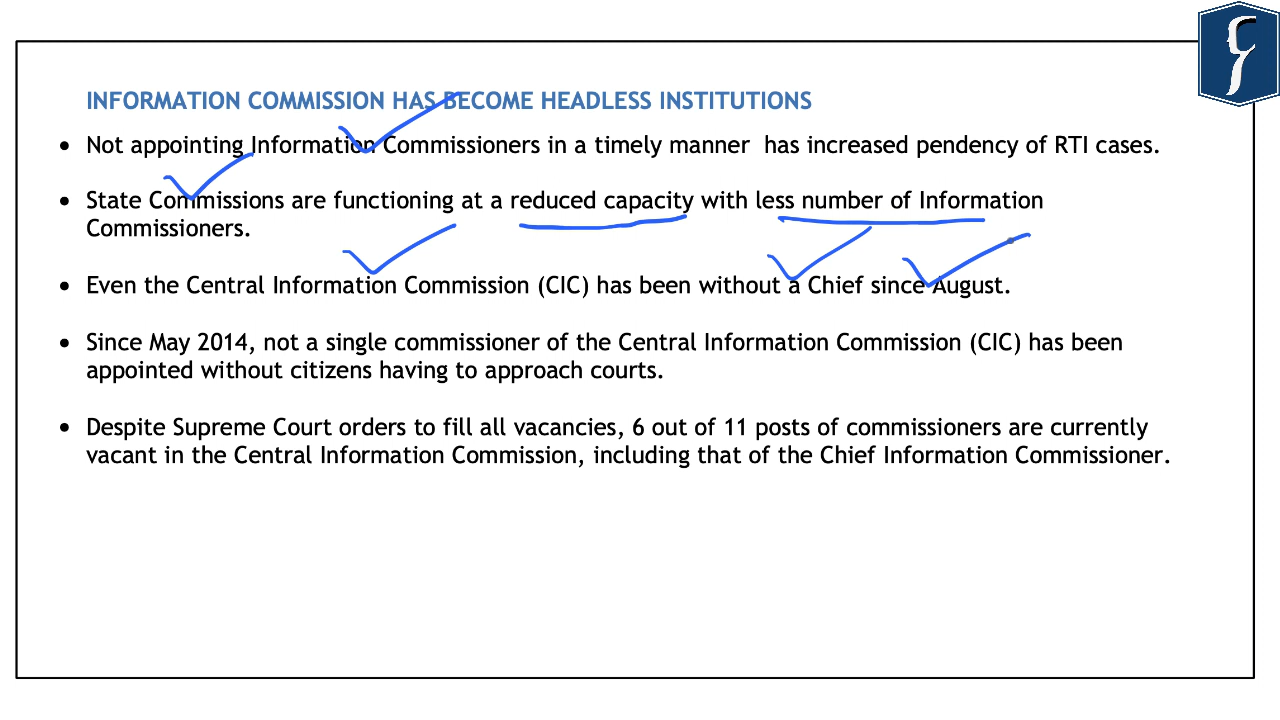 INFORMATION COMMISSION HAS BECOME HEADLESS INSTITUTIONS
• Not appointing Information Commissioners in a timely manner has increased pendency of RTI cases.
• State Commissions are functioning at a reduced capacity with less number of Information
Commissioners.
• Even the Central Information Commission (CIC) has been without a Chief since August.
• Since May 2014, not a single commissioner of the Central Information Commission (CIC) has been
appointed without citizens having to approach courts.
• Despite Supreme Court orders to fill all vacancies, 6 out of 11 posts of commissioners are currently
vacant in the Central Information Commission, including that of the Chief Information Commissioner.